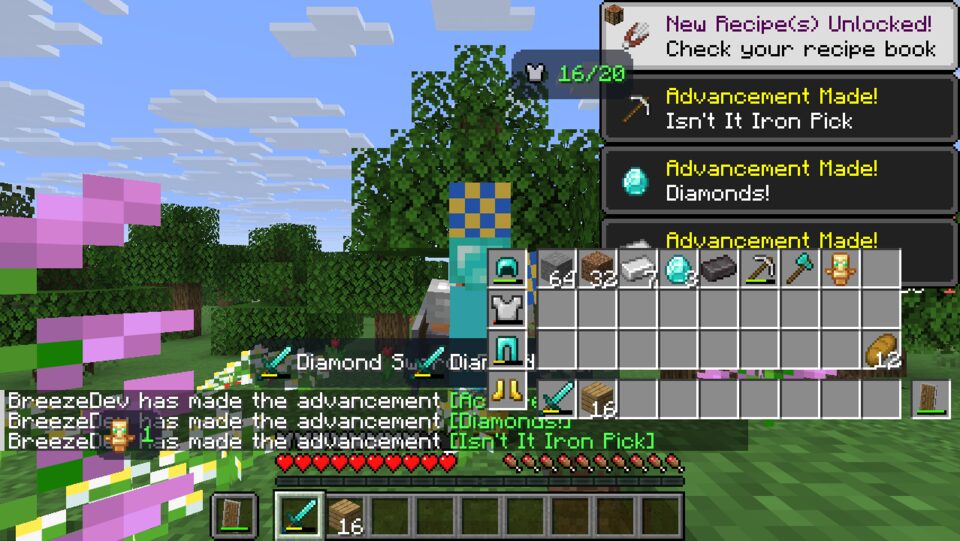 New Recipe(s) Unlocked!
Check your recipe book
16/20
Advancement Made!
Isn't It Iron Pick
Advancement Made!
Diamonds!
Advancement Made!
64
32
7
3
12
Diamond
BreezeDev has made the advancement
16
has made the advancement [Diamonds!]
1
has made the advancement [Isn't It Iron Pick]
16